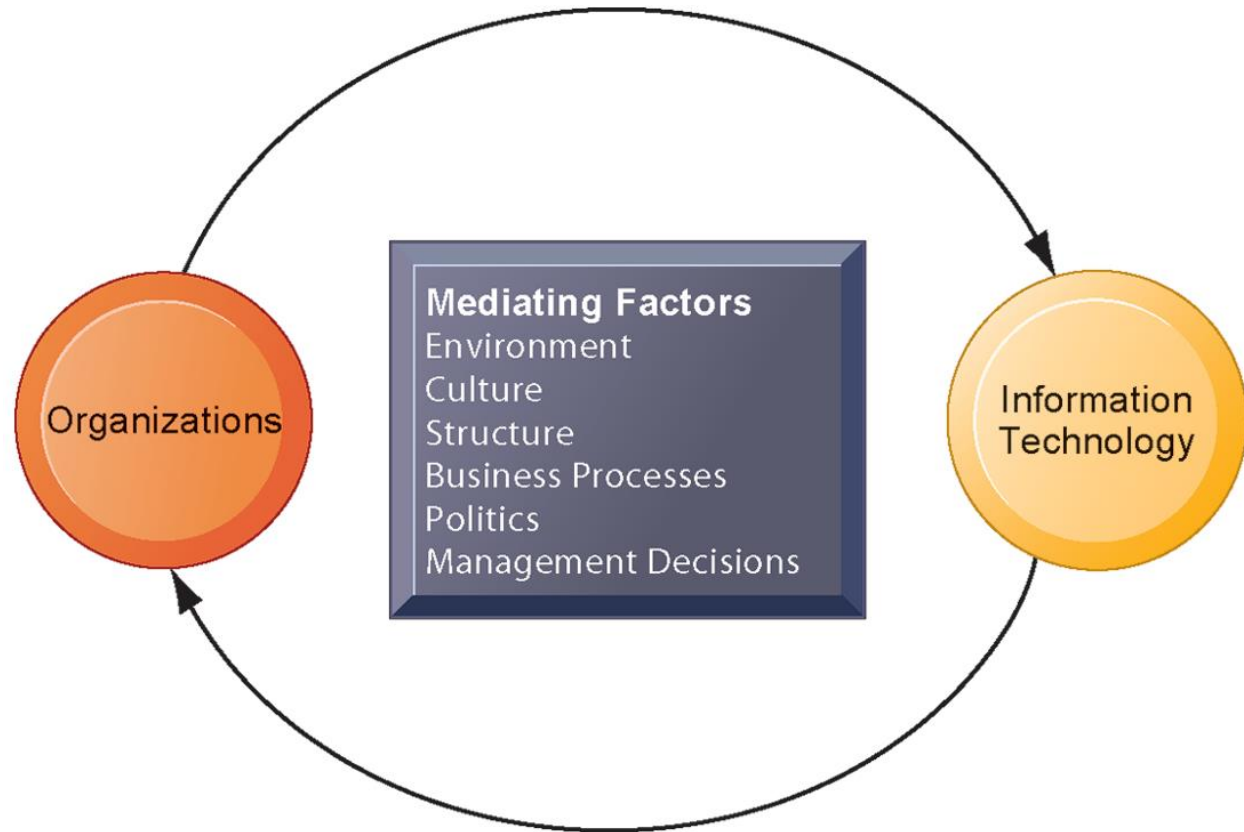 Organizations
Mediating Factors
Environment
Culture
Structure
Business Processes
Politics
Management Decisions
Information
Technology